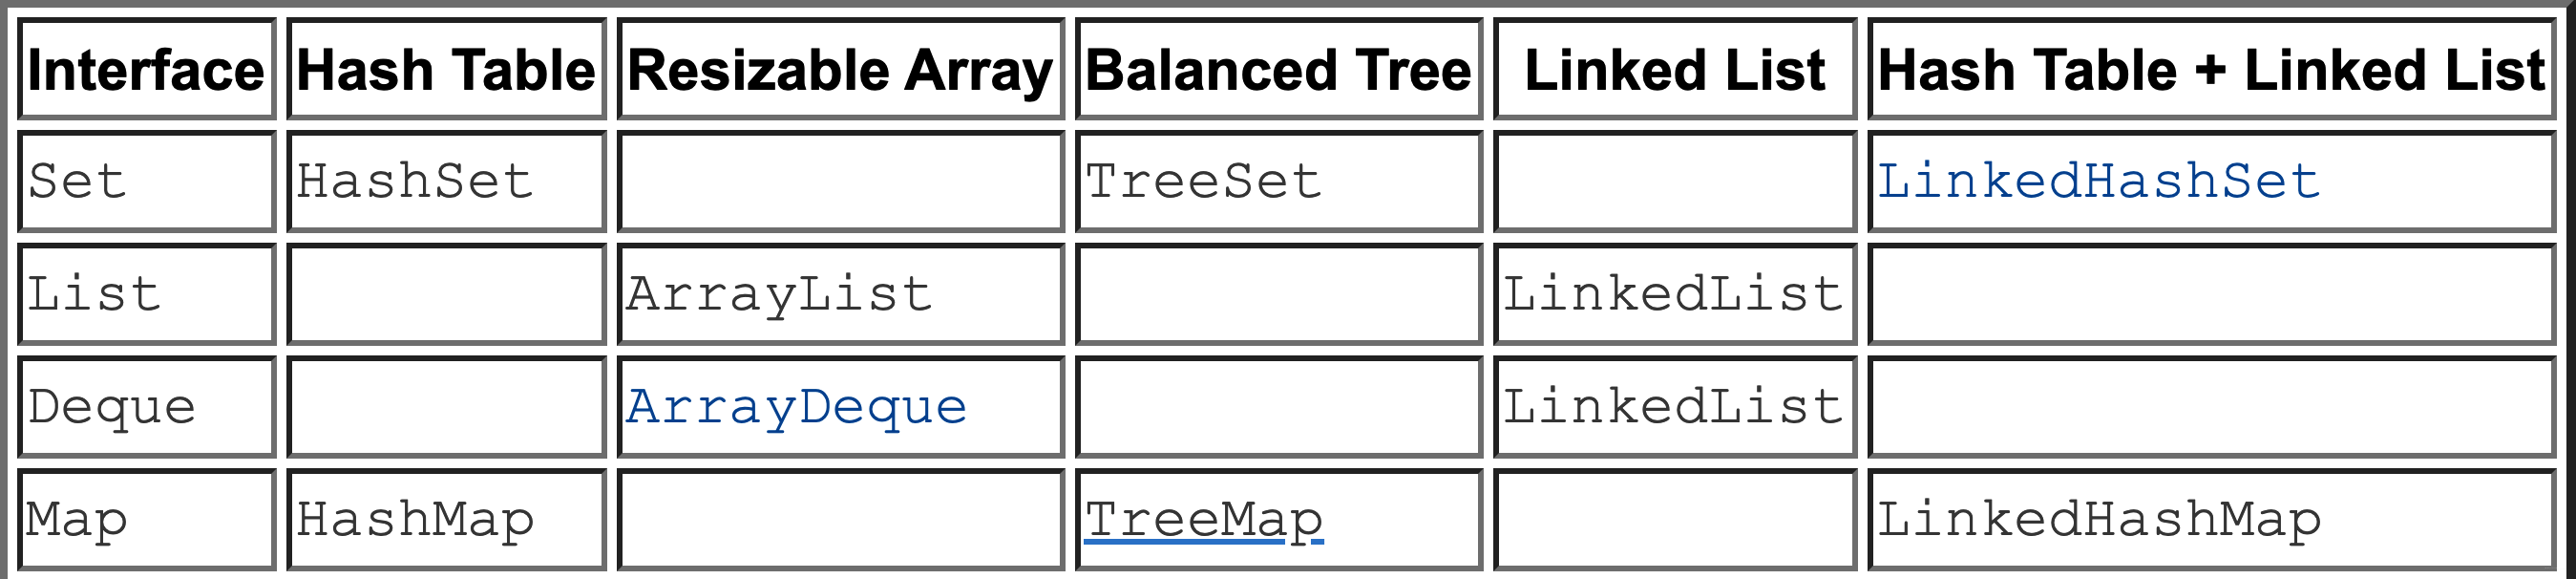 Interface Hash Table Resizable Array Balanced Tree Linked List Hash Table + Linked List
Set HashSet TreeSet LinkedHashSet
List ArrayList LinkedList
Deque ArrayDeque LinkedList
Map HashMap TreeMap LinkedHashMap